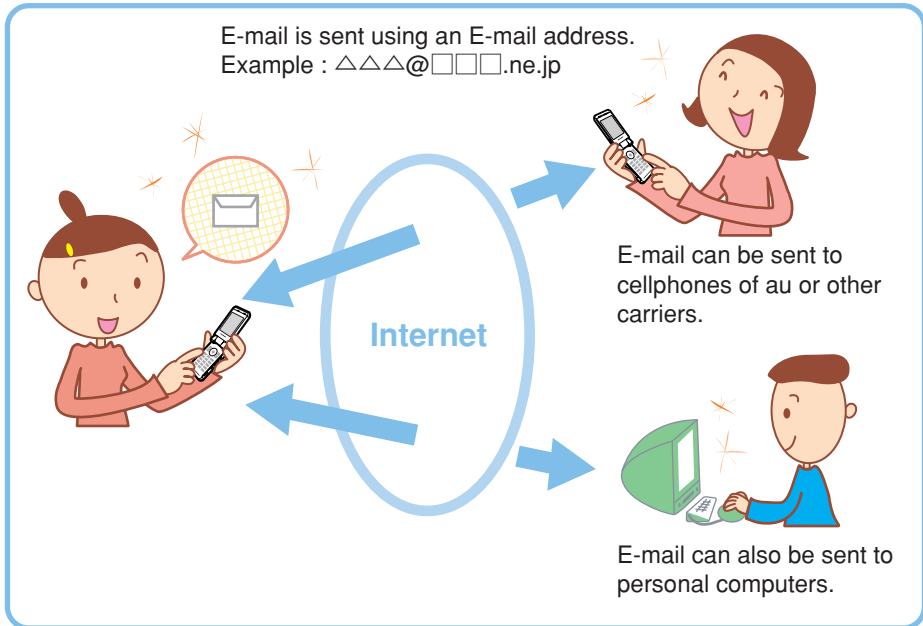 E-mail is sent using an E-mail address.
Example : △△△@□□□.ne.jp
Internet
E-mail can be sent to
cellphones of au or other
carriers.
E-mail can also be sent to
personal computers.